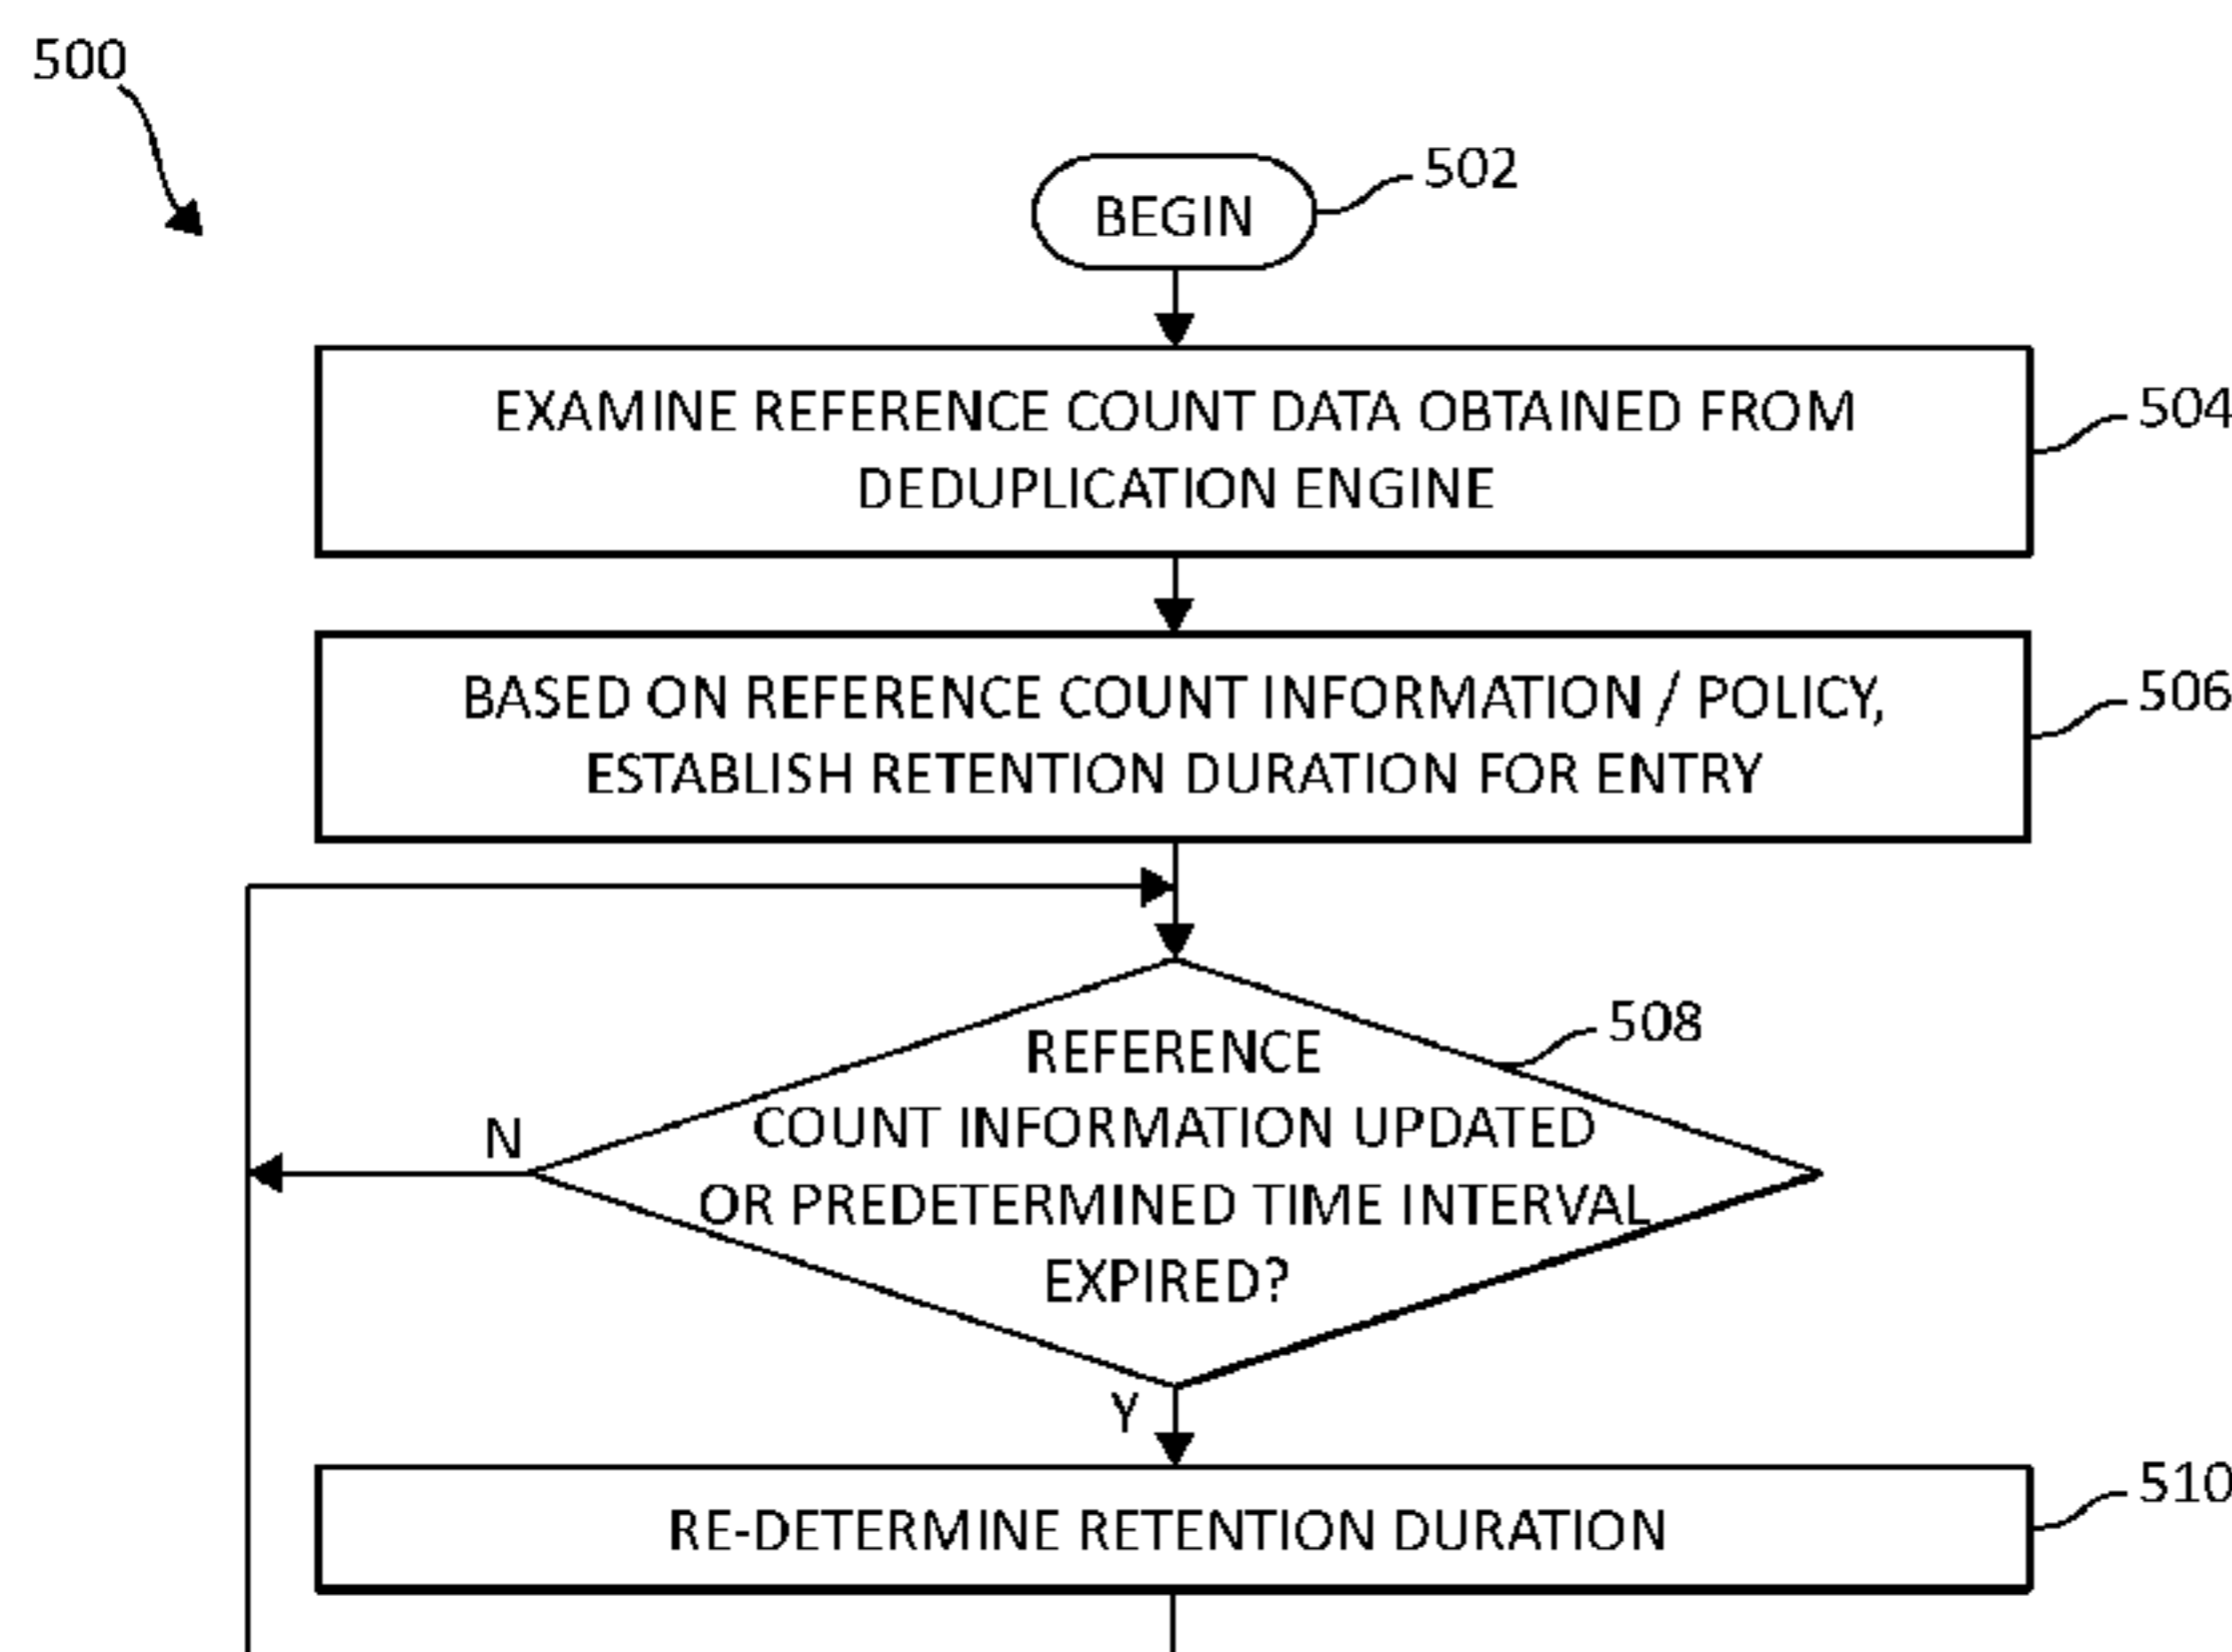 500
BEGIN
502
EXAMINE REFERENCE COUNT DATA OBTAINED FROM
DEDUPLICATION ENGINE
504
BASED ON REFERENCE COUNT INFORMATION / POLICY,
ESTABLISH RETENTION DURATION FOR ENTRY
506
REFERENCE
COUNT INFORMATION UPDATED
OR PREDETERMINED TIME INTERVAL
EXPIRED?
508
N
Y
RE-DETERMINE RETENTION DURATION
510